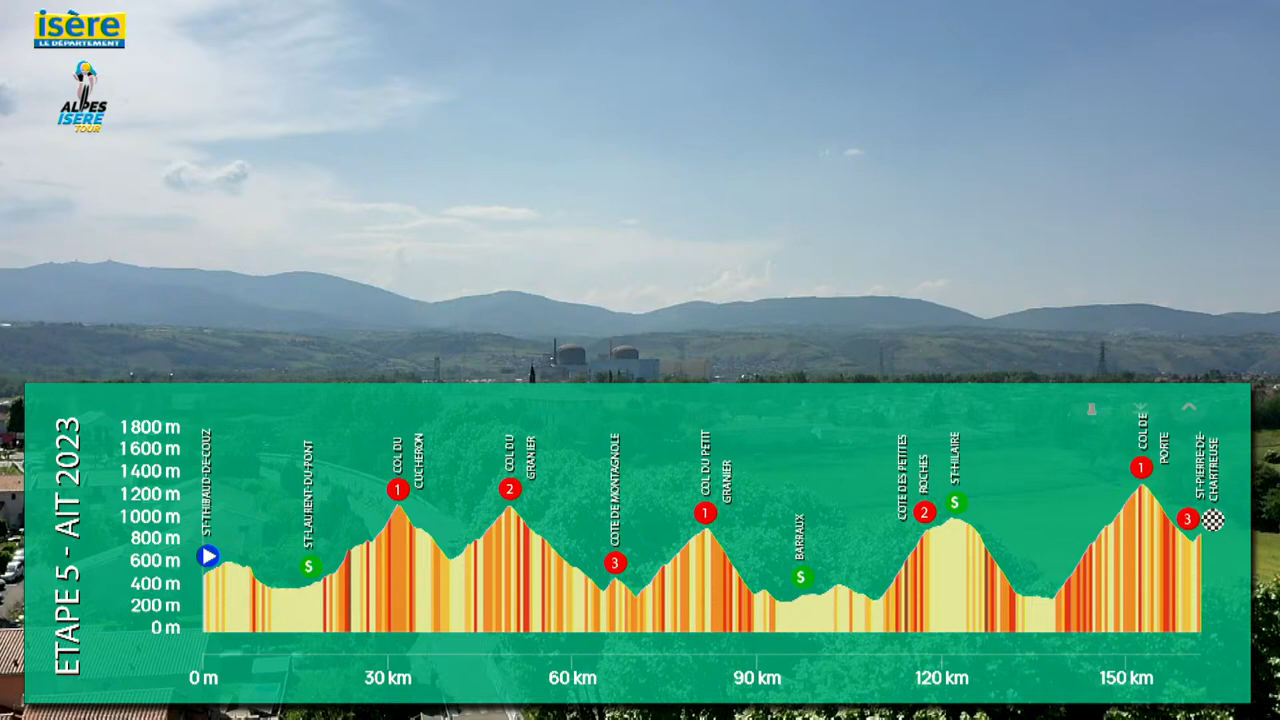 isère
LE DÉPARTEMENT
ALPES
ISERE
TOUR
ETAPE 5 - AIT 2023
1800 m
1600 m
1400 m
1200 m
1000 m
800 m
600 m
400 m
200 m
0 m
ST-THIBAUD-DE-COUZ
ST-LAURENT-DU-PONT
S
COL DU
CUCHERON
1
COL DU
GRANIER
2
COTE DE MONTAGNOLE
3
COL DU PETIT
GRANIER
1
BARRAUX
S
COTE DES PETITES
ROCHES
2
ST-HILAIRE
S
COL DE
PORTE
1
ST-PIERRE-DE-
CHARTREUSE
3
0 m
30 km
60 km
90 km
120 km
150 km